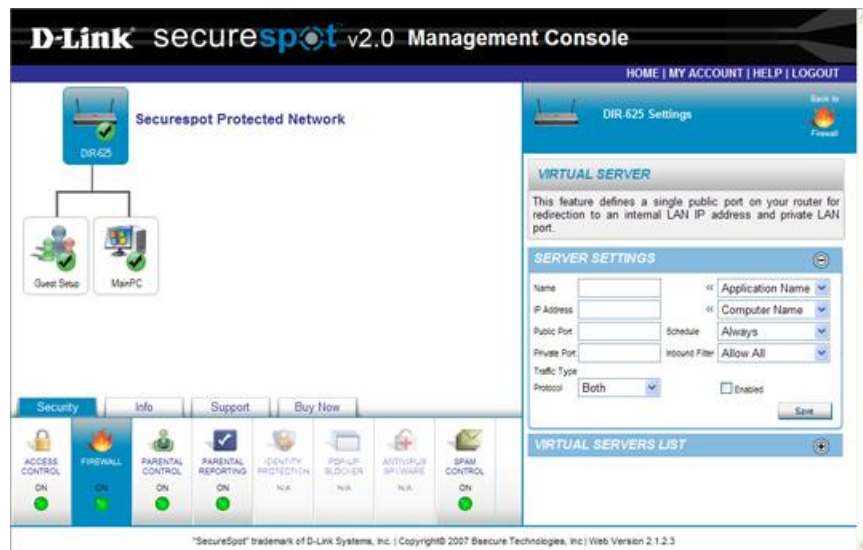 D-Link securespot v2.0 Management Console
HOME | MY ACCOUNT | HELP | LOGOUT
DIR-625
Securespot Protected Network
Guest Setup
MainPC
DIR-625 Settings
Back to
Firewall
VIRTUAL SERVER
This feature defines a single public port on your router for
redirection to an internal LAN IP address and private LAN
port.
SERVER SETTINGS
Name << Application Name
IP Address << Computer Name
Public Port Schedule Always
Private Port Inbound Filter Allow All
Traffic Type
Protocol Both Enabled
Save
VIRTUAL SERVERS LIST
Security Info Support Buy Now
ACCESS CONTROL
ON
FIREWALL
ON
PARENTAL CONTROL
ON
PARENTAL REPORTING
ON
IDENTITY PROTECTION
N/A
POP-UP BLOCKER
N/A
ANTIVIRUS SPYWARE
N/A
SPAM CONTROL
ON
"SecureSpot" trademark of D-Link Systems, Inc. | Copyright© 2007 Bsecure Technologies, Inc | Web Version 2.1.2.3